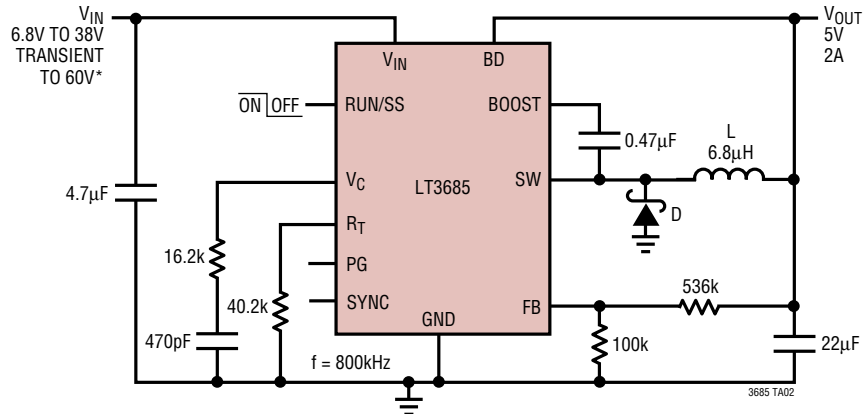 VIN
6.8V TO 38V
TRANSIENT
TO 60V*
VOUT
5V
2A
VIN
BD
ON OFF
RUN/SS
BOOST
0.47µF
L
6.8µH
4.7µF
VC
LT3685
SW
D
RT
16.2k
PG
40.2k
SYNC
FB
536k
GND
470pF
f = 800kHz
100k
22µF
3685 TA02